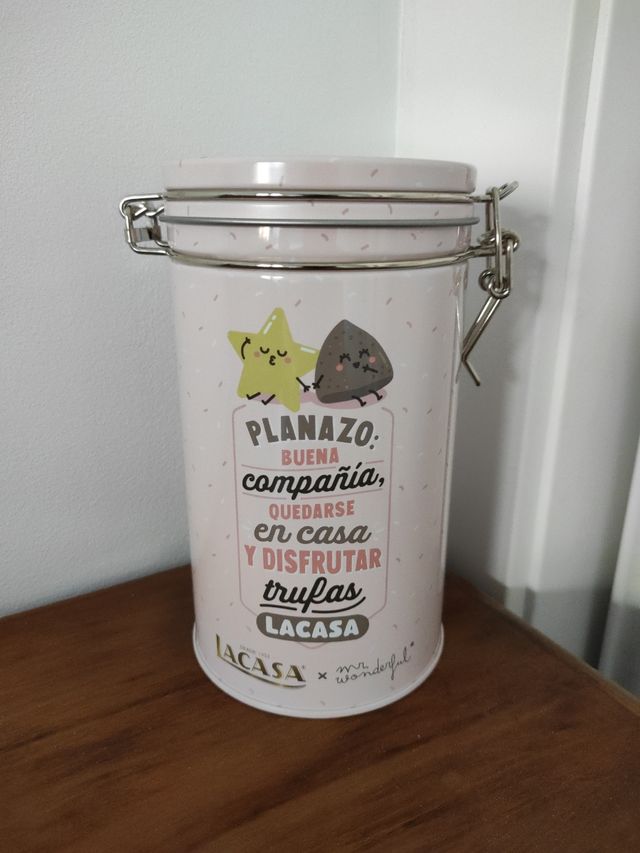 PLANAZO:
BUENA
compañía,
QUEDARSE
en casa
Y DISFRUTAR
trufas
LACASA
LACASA® x mr. wonderful®